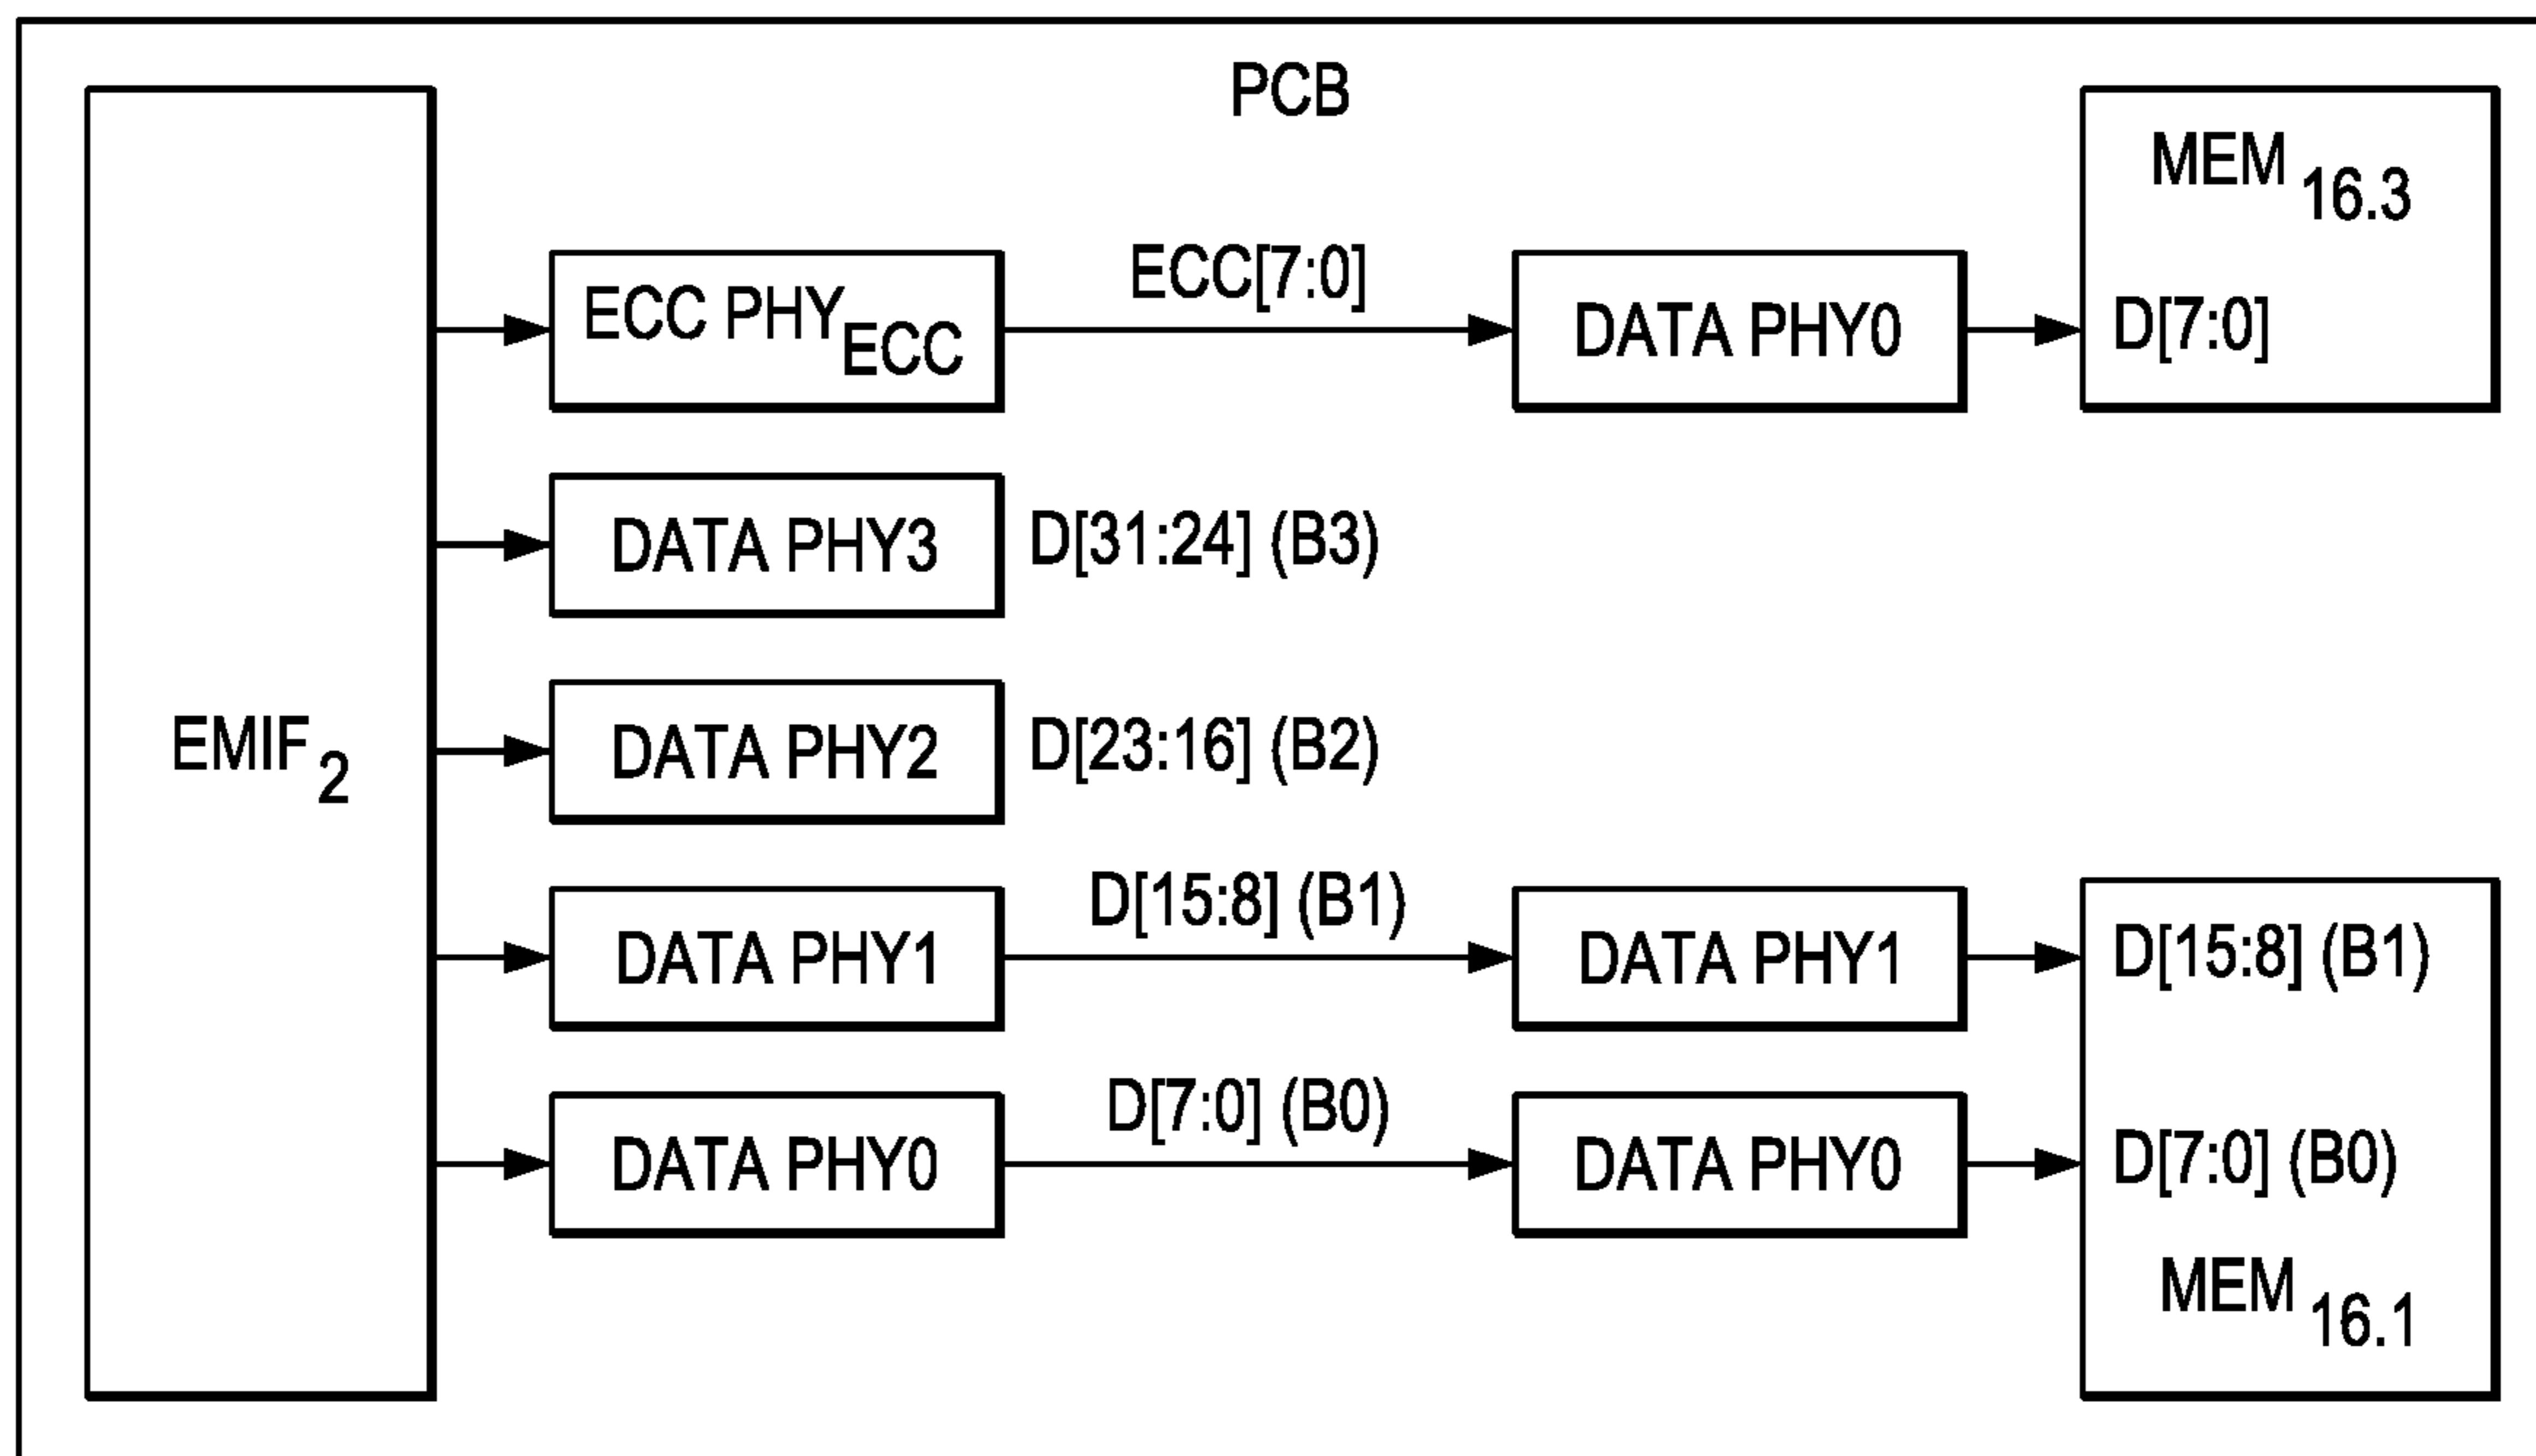 PCB
MEM 16.3
ECC PHY ECC
ECC[7:0]
DATA PHY0
D[7:0]
DATA PHY3
D[31:24] (B3)
EMIF 2
DATA PHY2
D[23:16] (B2)
DATA PHY1
D[15:8] (B1)
DATA PHY1
D[15:8] (B1)
DATA PHY0
D[7:0] (B0)
DATA PHY0
D[7:0] (B0)
MEM 16.1